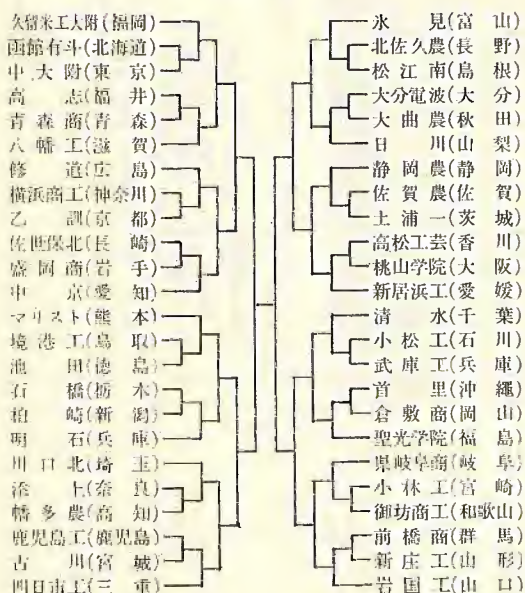 久留米工大附(福岡)
函館有斗(北海道)
中大附(東京)
高志(福井)
青森商(青森)
八幡工(滋賀)
修道(広島)
横浜商工(神奈川)
乙訓(京都)
佐世保北(長崎)
盛岡商(岩手)
中京(愛知)
マリスト(熊本)
境港工(鳥取)
池田(徳島)
石橋(栃木)
柏崎(新潟)
明石(兵庫)
川口北(埼玉)
添上(奈良)
幡多農(高知)
鹿児島工(鹿児島)
古川(宮城)
四日市工(三重)
氷見(富山)
北佐久農(長野)
松江南(島根)
大分電波(大分)
大曲農(秋田)
日川(山梨)
静岡農(静岡)
佐賀農(佐賀)
土浦一(茨城)
高松工芸(香川)
桃山学院(大阪)
新居浜工(愛媛)
清水(千葉)
小松工(石川)
武庫工(兵庫)
首里(沖縄)
倉敷商(岡山)
聖光学院(福島)
県岐阜商(岐阜)
小林工(宮崎)
御坊商工(和歌山)
前橋商(群馬)
新庄工(山形)
岩国工(山口)